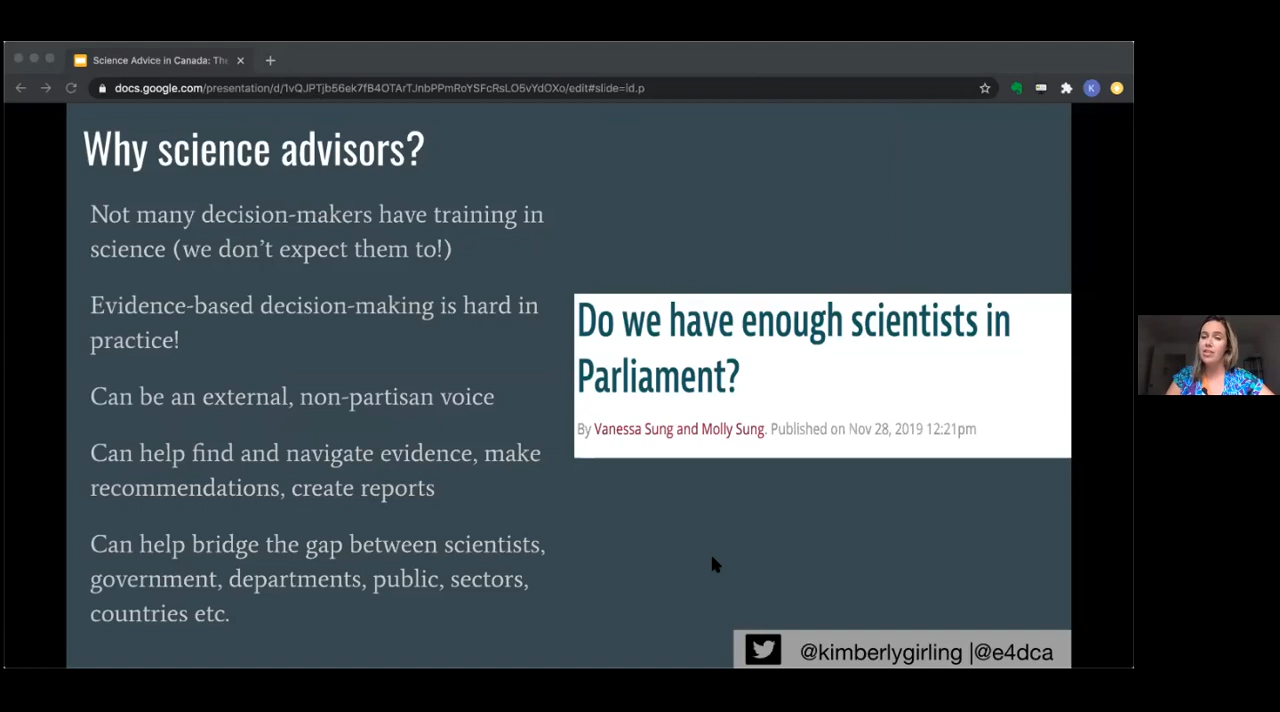 Science Advice in Canada: The
docs.google.com/presentation/d/1vQJPTjb56ek7fB4OTArTJnbPPmRoYSFcRsLO5vYdOXo/edit#slide=id.p
K
Why science advisors?
Not many decision-makers have training in
science (we don't expect them to!)
Evidence-based decision-making is hard in
practice!
Can be an external, non-partisan voice
Can help find and navigate evidence, make
recommendations, create reports
Can help bridge the gap between scientists,
government, departments, public, sectors,
countries etc.
Do we have enough scientists in
Parliament?
By Vanessa Sung and Molly Sung. Published on Nov 28, 2019 12:21pm
@kimberlygirling |@e4dca